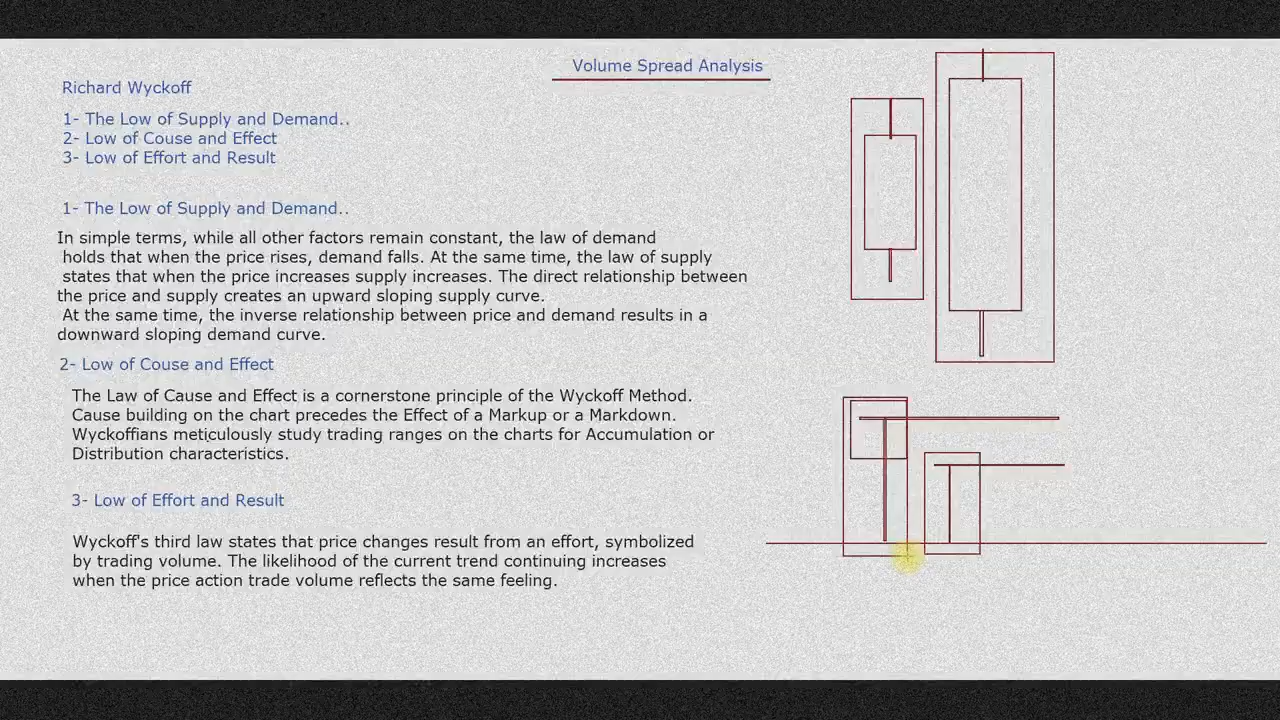 Volume Spread Analysis
Richard Wyckoff
1- The Low of Supply and Demand..
2- Low of Couse and Effect
3- Low of Effort and Result
1- The Low of Supply and Demand..
In simple terms, while all other factors remain constant, the law of demand
holds that when the price rises, demand falls. At the same time, the law of supply
states that when the price increases supply increases. The direct relationship between
the price and supply creates an upward sloping supply curve.
At the same time, the inverse relationship between price and demand results in a
downward sloping demand curve.
2- Low of Couse and Effect
The Law of Cause and Effect is a cornerstone principle of the Wyckoff Method.
Cause building on the chart precedes the Effect of a Markup or a Markdown.
Wyckoffians meticulously study trading ranges on the charts for Accumulation or
Distribution characteristics.
3- Low of Effort and Result
Wyckoff's third law states that price changes result from an effort, symbolized
by trading volume. The likelihood of the current trend continuing increases
when the price action trade volume reflects the same feeling.